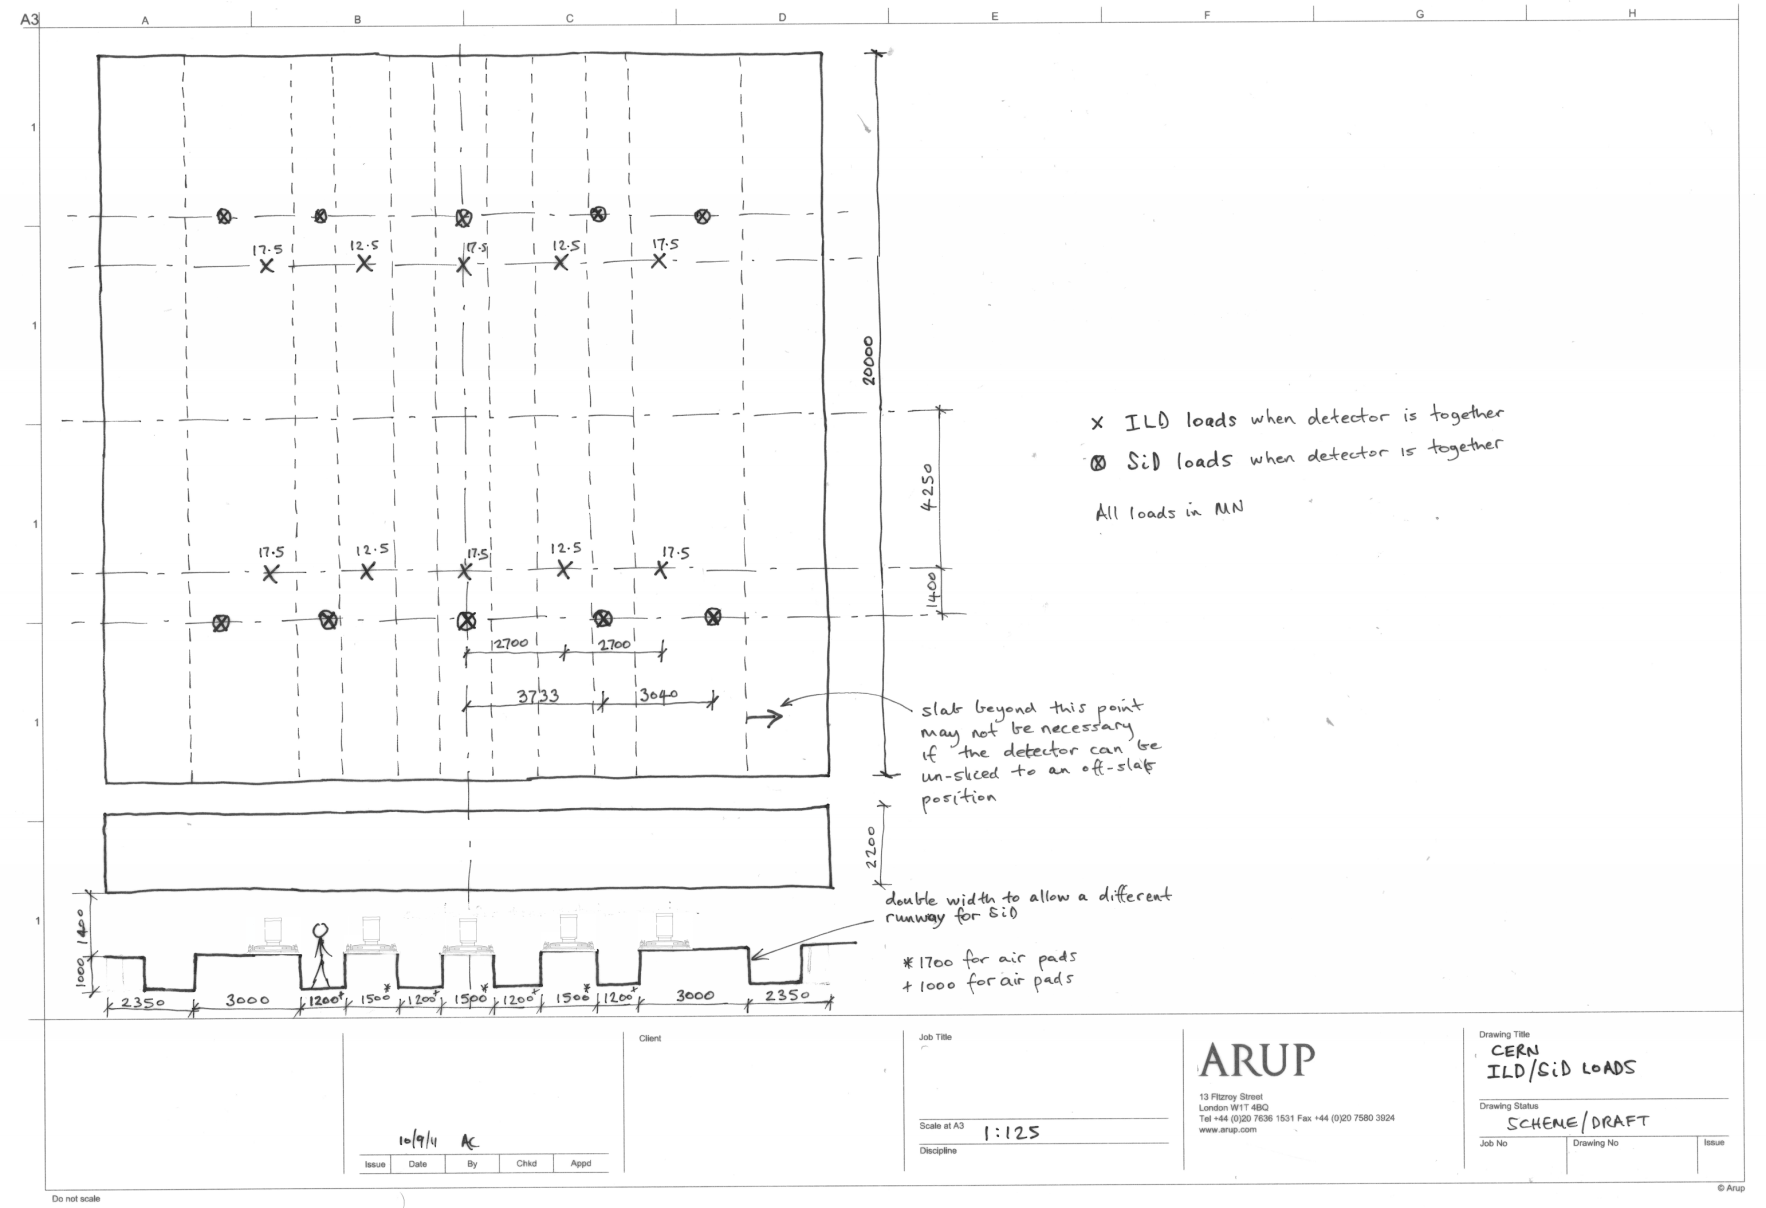 A3
A
B
C
D
E
F
G
H
1
1
1
1
1
17.5
12.5
17.5
12.5
17.5
20000
4250
1400
x ILD loads when detector is together
⊗ SiD loads when detector is together
All loads in MN
17.5
12.5
17.5
12.5
17.5
2700
2700
3733
3040
slab beyond this point
may not be necessary
if the detector can be
un-sliced to an off-slab
position
2200
double width to allow a different
runway for SiD
1400
1000
* 1700 for air pads
+ 1000 for air pads
2350
3000
1200+
1500*
1200+
1500*
1200+
1500*
1200+
3000
2350
Client
Job Title
Scale at A3
1:125
Discipline
ARUP
13 Fitzroy Street
London W1T 4BQ
Tel +44 (0)20 7636 1531 Fax +44 (0)20 7580 3924
www.arup.com
Drawing Title
CERN
ILD/SiD LOADS
Drawing Status
SCHEME/DRAFT
Job No
Drawing No
Issue
10/9/11
AC
Issue
Date
By
Chkd
Appd
Do not scale
© Arup